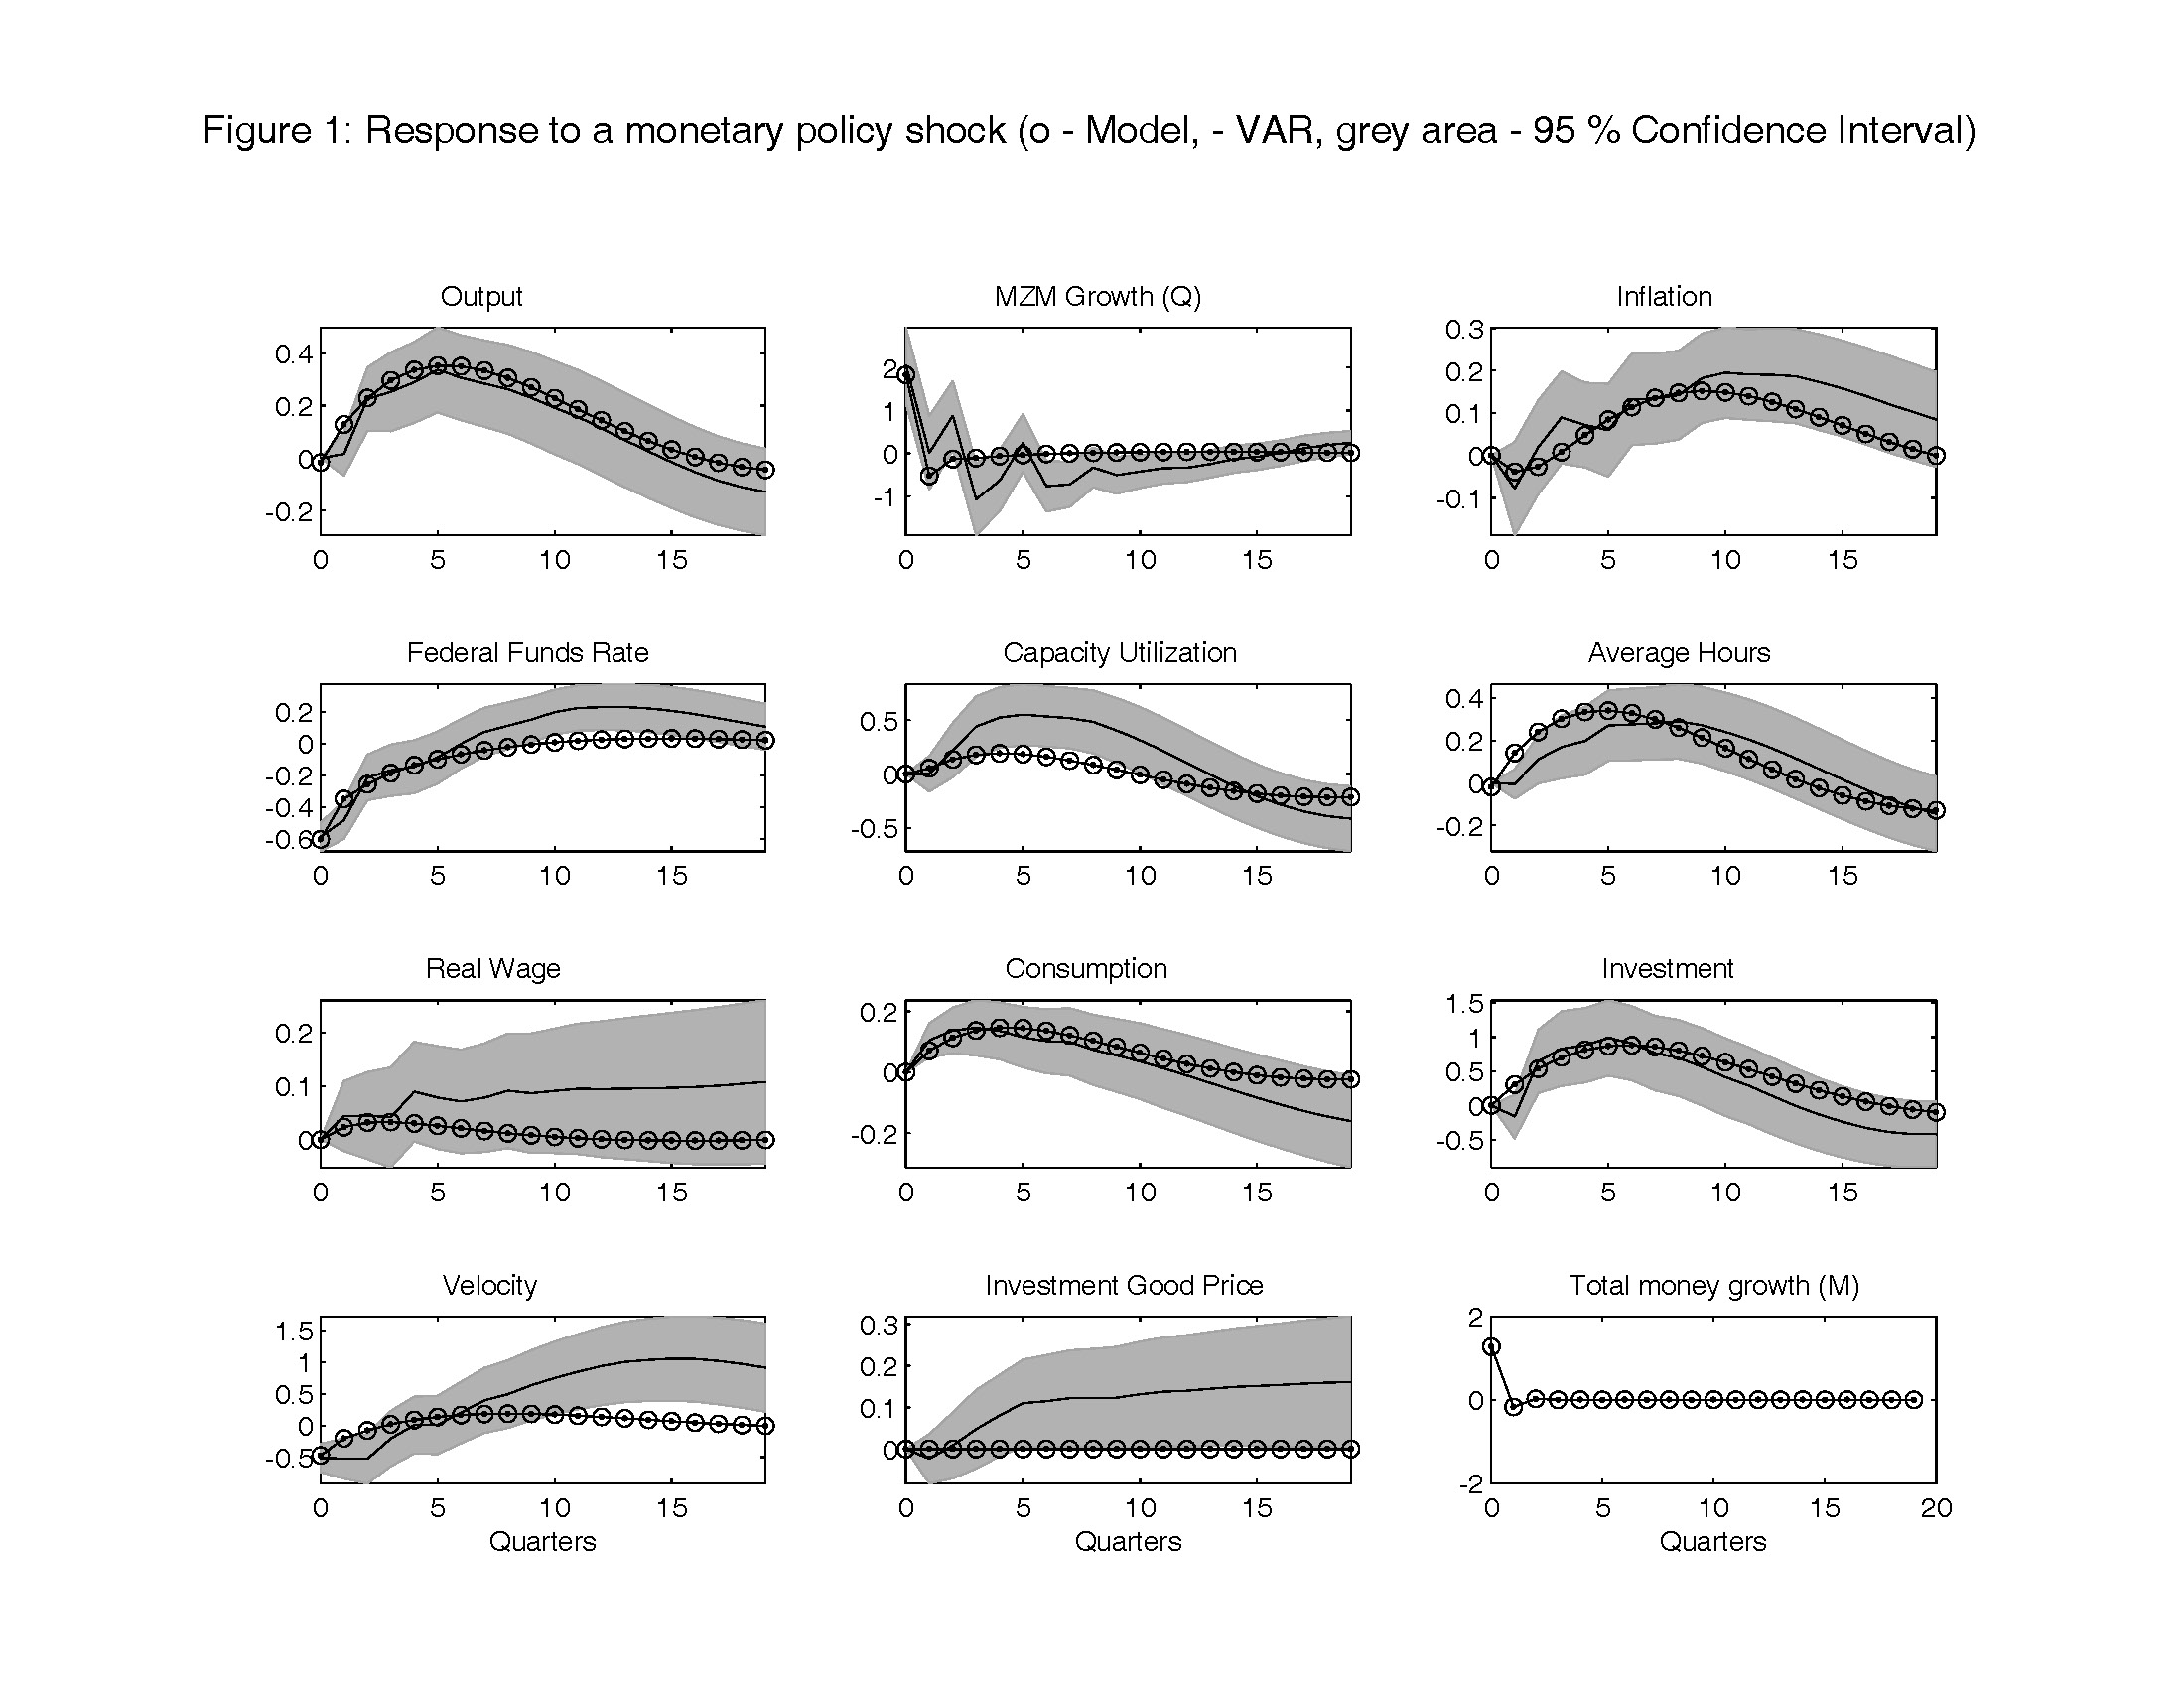 Figure 1: Response to a monetary policy shock (o - Model, - VAR, grey area - 95 % Confidence Interval)
Output
0.4
0.2
0
-0.2
0 5 10 15
MZM Growth (Q)
2
1
0
-1
0 5 10 15
Inflation
0.3
0.2
0.1
0
-0.1
0 5 10 15
Federal Funds Rate
0.2
0
-0.2
-0.4
-0.6
0 5 10 15
Capacity Utilization
0.5
0
-0.5
0 5 10 15
Average Hours
0.4
0.2
0
-0.2
0 5 10 15
Real Wage
0.2
0.1
0
0 5 10 15
Consumption
0.2
0
-0.2
0 5 10 15
Investment
1.5
1
0.5
0
-0.5
0 5 10 15
Velocity
1.5
1
0.5
0
-0.5
0 5 10 15
Quarters
Investment Good Price
0.3
0.2
0.1
0
0 5 10 15
Quarters
Total money growth (M)
2
0
-2
0 5 10 15 20
Quarters